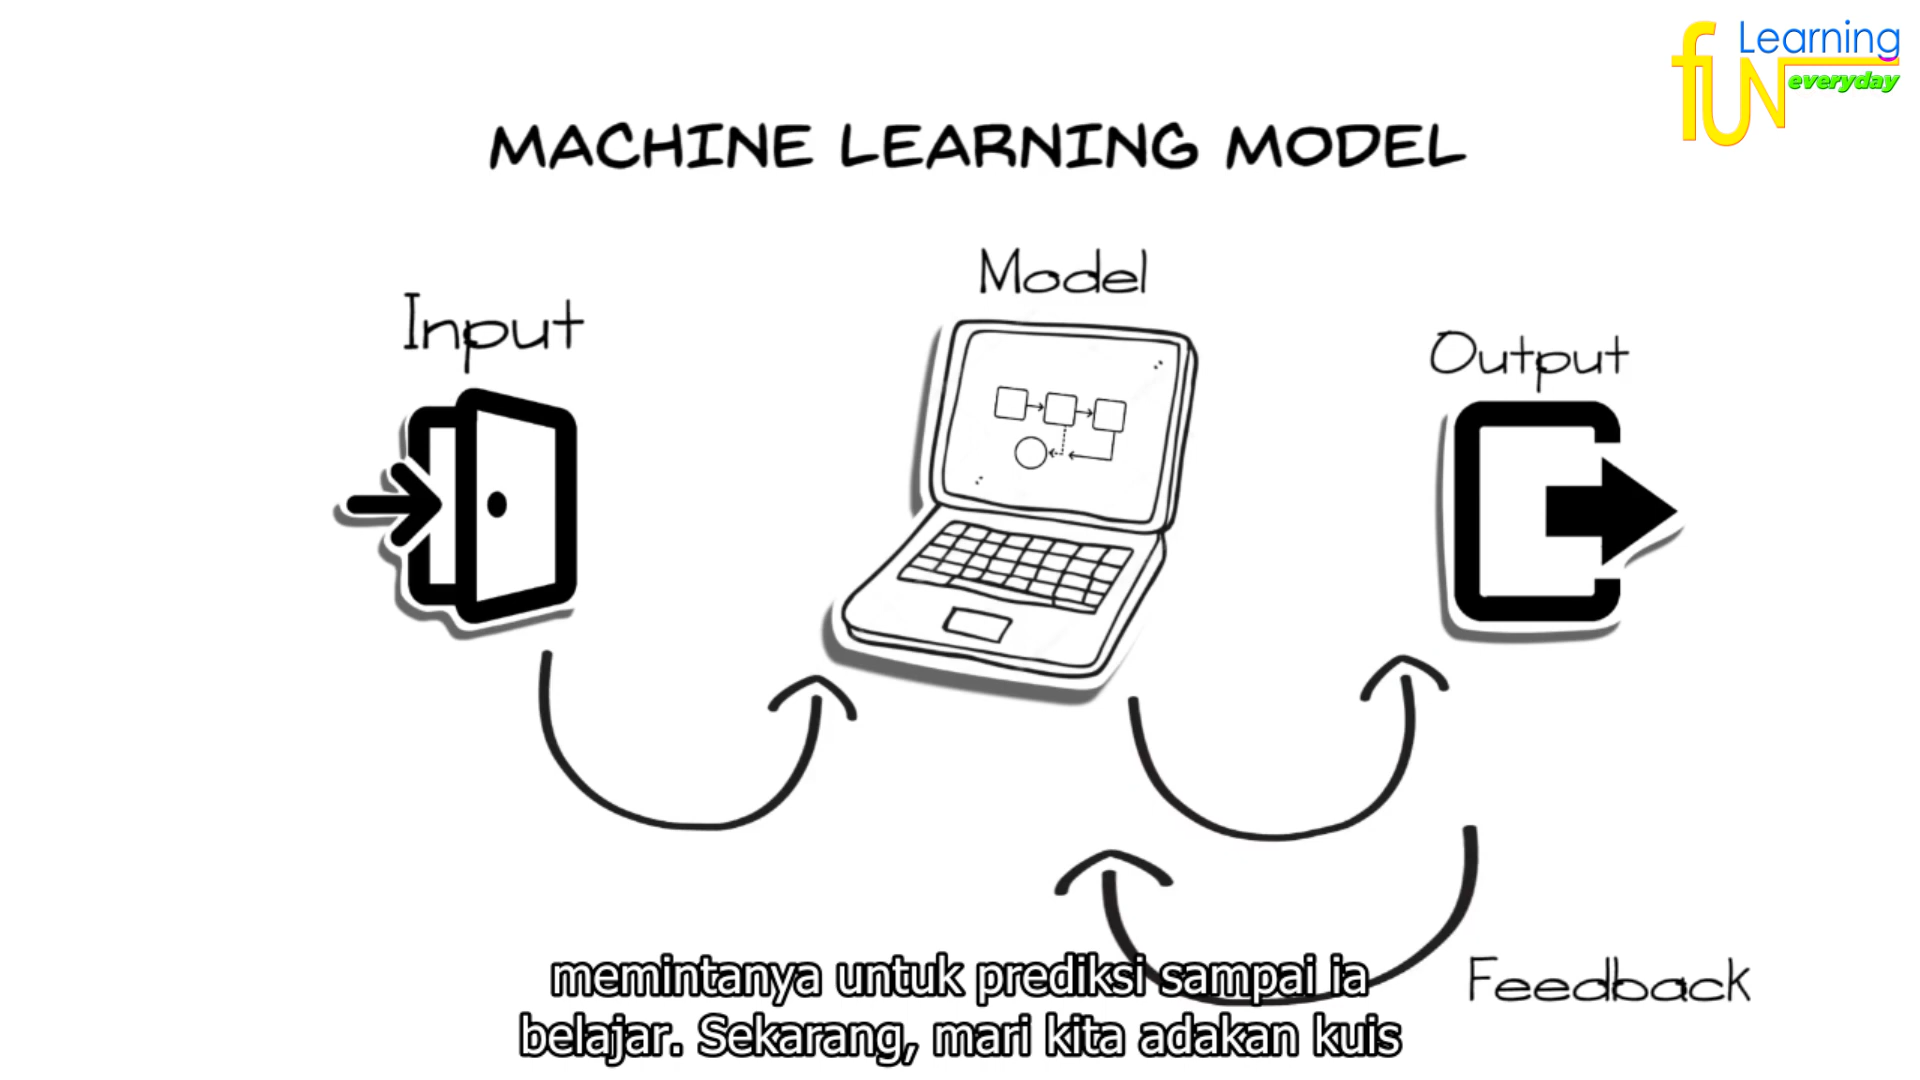 Learning
fun everyday
MACHINE LEARNING MODEL
Model
Input
Output
Feedback
memintanya untuk prediksi sampai ia
belajar. Sekarang, mari kita adakan kuis